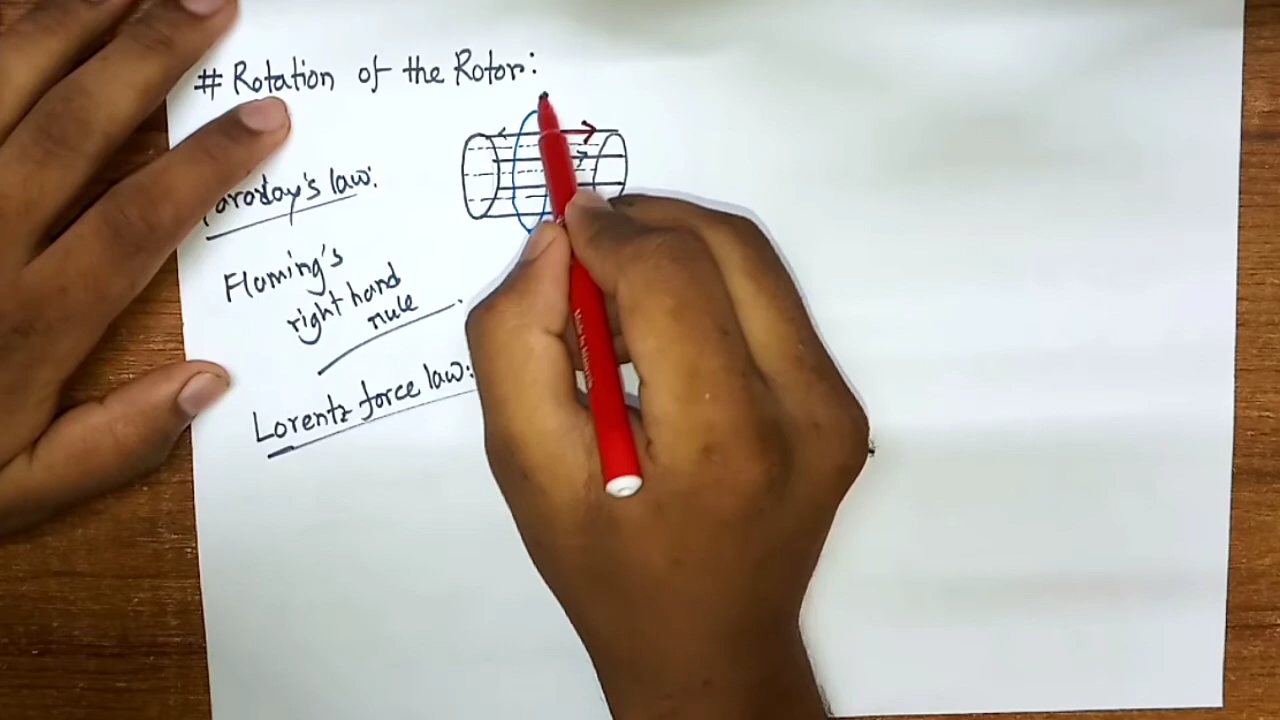 # Rotation of the Rotor:
Faraday's law:
Fleming's
right hand
rule
Lorentz force law: